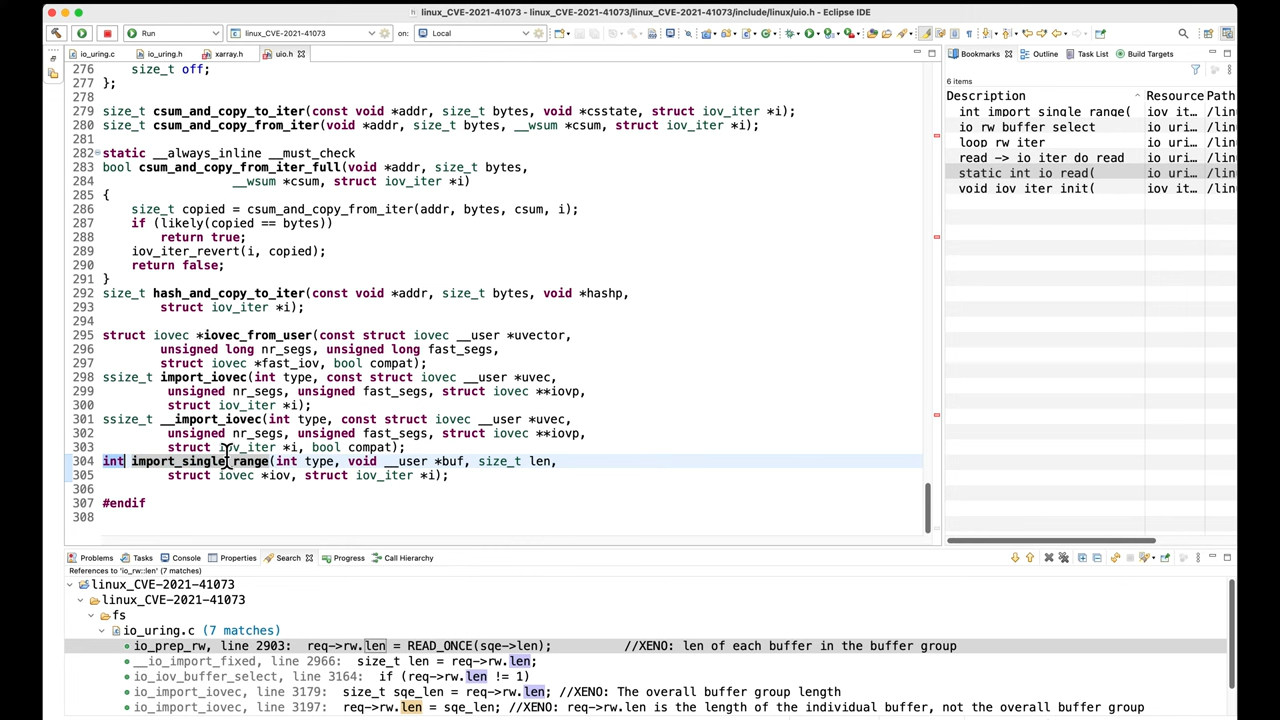 linux_CVE-2021-41073 - linux_CVE-2021-41073/include/linux/uio.h - Eclipse IDE
Run
linux_CVE-2021-41073
on:
Local
io_uring.c
io_uring.h
xarray.h
uio.h
276 size_t off;
277 };
278
279 size_t csum_and_copy_to_iter(const void *addr, size_t bytes, void *csstate, struct iov_iter *i);
280 size_t csum_and_copy_from_iter(void *addr, size_t bytes, __wsum *csum, struct iov_iter *i);
281
282 static __always_inline __must_check
283 bool csum_and_copy_from_iter_full(void *addr, size_t bytes,
284 __wsum *csum, struct iov_iter *i)
285 {
286 size_t copied = csum_and_copy_from_iter(addr, bytes, csum, i);
287 if (likely(copied == bytes))
288 return true;
289 iov_iter_revert(i, copied);
290 return false;
291 }
292 size_t hash_and_copy_to_iter(const void *addr, size_t bytes, void *hashp,
293 struct iov_iter *i);
294
295 struct iovec *iovec_from_user(const struct iovec __user *uvector,
296 unsigned long nr_segs, unsigned long fast_segs,
297 struct iovec *fast_iov, bool compat);
298 ssize_t import_iovec(int type, const struct iovec __user *uvec,
299 unsigned nr_segs, unsigned fast_segs, struct iovec **iovp,
300 struct iov_iter *i);
301 ssize_t __import_iovec(int type, const struct iovec __user *uvec,
302 unsigned nr_segs, unsigned fast_segs, struct iovec **iovp,
303 struct iov_iter *i, bool compat);
304 int import_single_range(int type, void __user *buf, size_t len,
305 struct iovec *iov, struct iov_iter *i);
306
307 #endif
308
Bookmarks
Outline
Task List
Build Targets
6 items
Description Resource Path
int import single range( iov it... /lin
io rw buffer select io uri... /lin
loop rw iter io uri... /lin
read -> io iter do read io uri... /lin
static int io read( io uri... /lin
void iov iter init( iov it... /lin
Problems
Tasks
Console
Properties
Search
Progress
Call Hierarchy
References to 'io_rw::len' (7 matches)
linux_CVE-2021-41073
linux_CVE-2021-41073
fs
io_uring.c (7 matches)
io_prep_rw, line 2903: req->rw.len = READ_ONCE(sqe->len); //XENO: len of each buffer in the buffer group
__io_import_fixed, line 2966: size_t len = req->rw.len;
io_iov_buffer_select, line 3164: if (req->rw.len != 1)
io_import_iovec, line 3179: size_t sqe_len = req->rw.len; //XENO: The overall buffer group length
io_import_iovec, line 3197: req->rw.len = sqe_len; //XENO: req->rw.len is the length of the individual buffer, not the overall buffer group